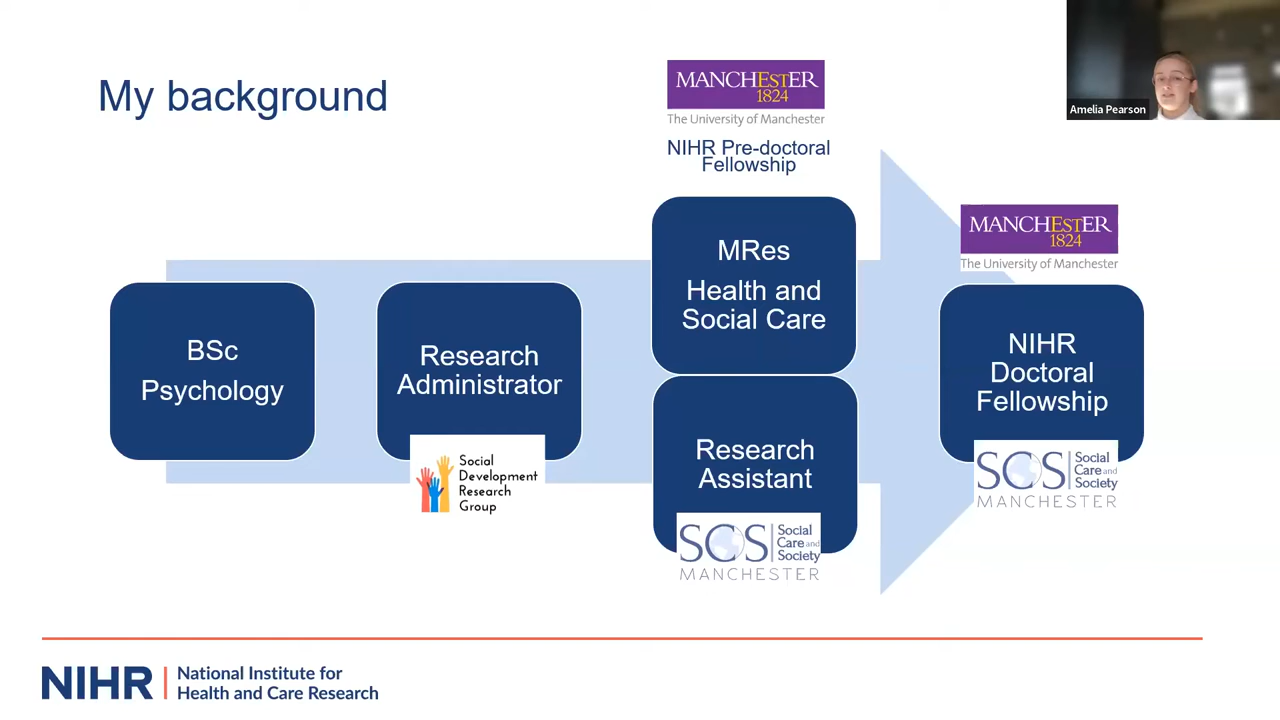 My background
MANCHESTER
1824
The University of Manchester
NIHR Pre-doctoral
Fellowship
Amelia Pearson
BSc
Psychology
Research
Administrator
Social
Development
Research
Group
MRes
Health and
Social Care
Research
Assistant
SCS Social
Care and
Society
MANCHESTER
MANCHESTER
1824
The University of Manchester
NIHR
Doctoral
Fellowship
SCS Social
Care and
Society
MANCHESTER
NIHR National Institute for
Health and Care Research